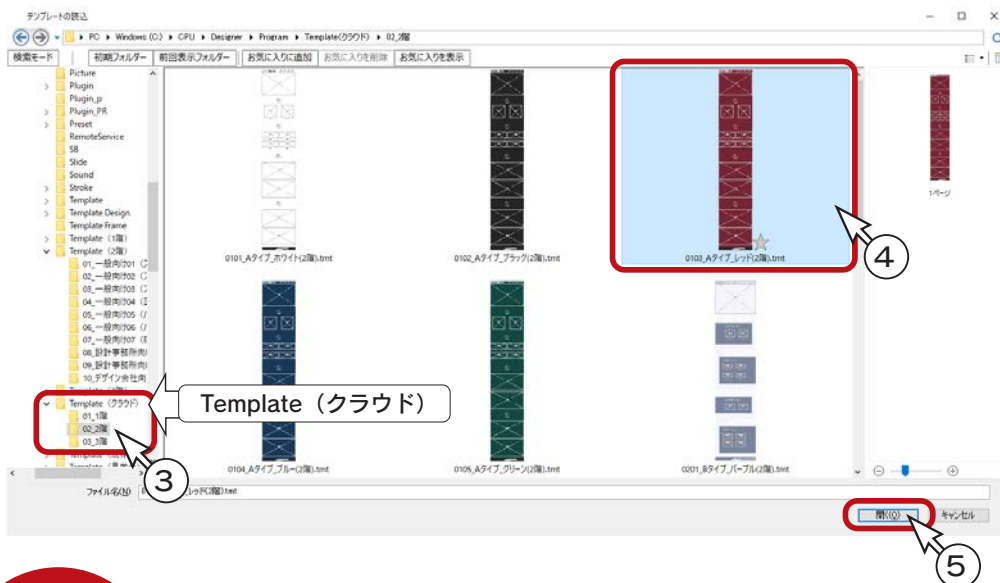 テンプレートの読込
PC ▸ Windows (C:) ▸ CPU ▸ Designer ▸ Program ▸ Template(クラウド) ▸ 02_2階
検索モード 初期フォルダー 前回表示フォルダー お気に入りに追加 お気に入りを削除 お気に入りを表示
Picture
Plugin
Plugin_p
Plugin_PR
Preset
RemoteService
S8
Slide
Sound
Stroke
Template
Template Design
Template Frame
Template（1階）
Template（2階）
01_一般向け01
02_一般向け02
03_一般向け03
04_一般向け04
05_一般向け05
06_一般向け06
07_一般向け07
08_設計事務所向
09_設計事務所向
10_デザイン会社向
Template（クラウド）
01_1階
02_2階
03_3階
0101_Aタイプ_ホワイト(2階).tmt
0102_Aタイプ_ブラック(2階).tmt
0103_Aタイプ_レッド(2階).tmt
1ページ
④
Template（クラウド）
③
0104_Aタイプ_ブルー(2階).tmt
0105_Aタイプ_グリーン(2階).tmt
0201_Bタイプ_パープル(2階).tmt
ファイル名(N) レッド(2階).tmt
開く(O) キャンセル
⑤